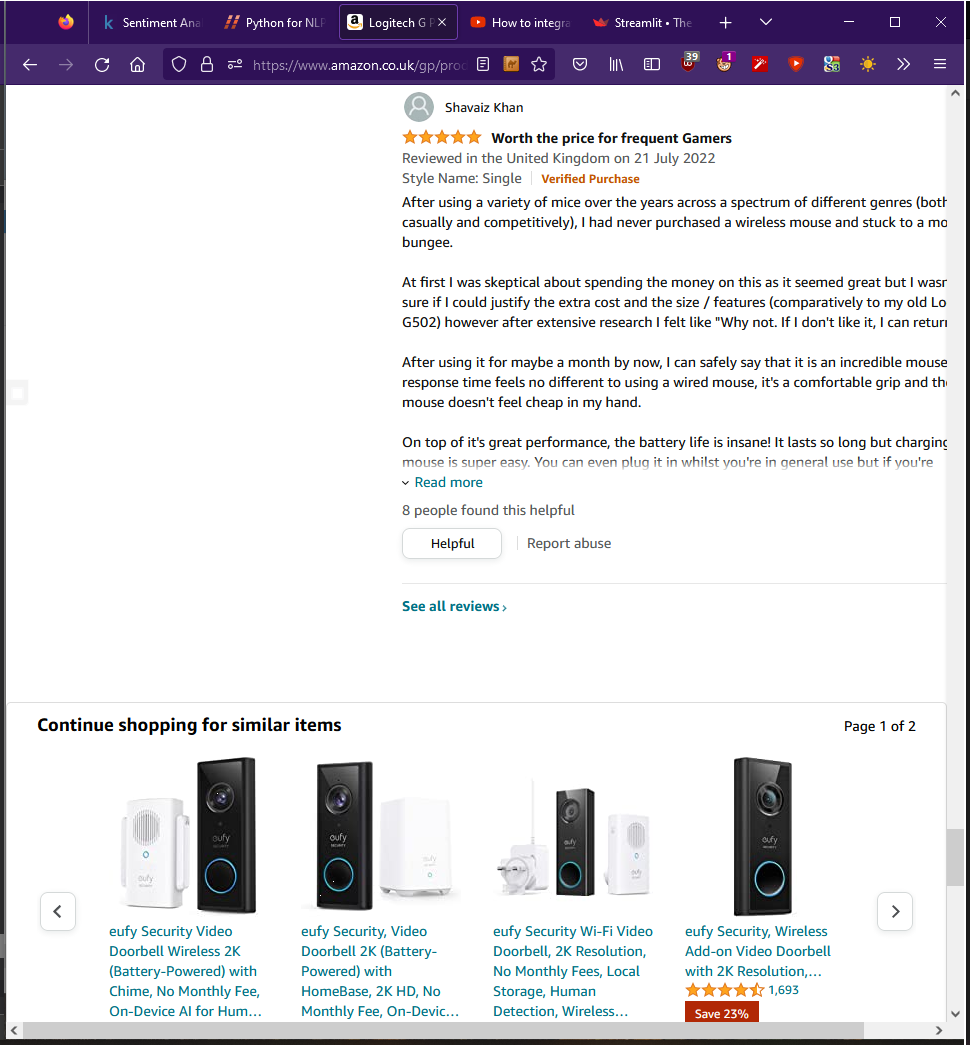 Sentiment Ana
Python for NLP
Logitech G P
How to integra
Streamlit • The
https://www.amazon.co.uk/gp/pro
39
1
Shavaiz Khan
Worth the price for frequent Gamers
Reviewed in the United Kingdom on 21 July 2022
Style Name: Single
Verified Purchase
After using a variety of mice over the years across a spectrum of different genres (both
casually and competitively), I had never purchased a wireless mouse and stuck to a mo
bungee.
At first I was skeptical about spending the money on this as it seemed great but I wasn
sure if I could justify the extra cost and the size / features (comparatively to my old Lo
G502) however after extensive research I felt like "Why not. If I don't like it, I can return
After using it for maybe a month by now, I can safely say that it is an incredible mouse
response time feels no different to using a wired mouse, it's a comfortable grip and the
mouse doesn't feel cheap in my hand.
On top of it's great performance, the battery life is insane! It lasts so long but charging
mouse is super easy. You can even plug it in whilst you're in general use but if you're
Read more
8 people found this helpful
Helpful
Report abuse
See all reviews ›
Continue shopping for similar items
Page 1 of 2
eufy
SECURITY
eufy
SECURITY
eufy
SECURITY
eufy
SECURITY
eufy
eufy
eufy
SECURITY
eufy Security Video
Doorbell Wireless 2K
(Battery-Powered) with
Chime, No Monthly Fee,
On-Device AI for Hum…
eufy Security, Video
Doorbell 2K (Battery-
Powered) with
HomeBase, 2K HD, No
Monthly Fee, On-Devic…
eufy Security Wi-Fi Video
Doorbell, 2K Resolution,
No Monthly Fees, Local
Storage, Human
Detection, Wireless…
eufy Security, Wireless
Add-on Video Doorbell
with 2K Resolution,…
1,693
Save 23%